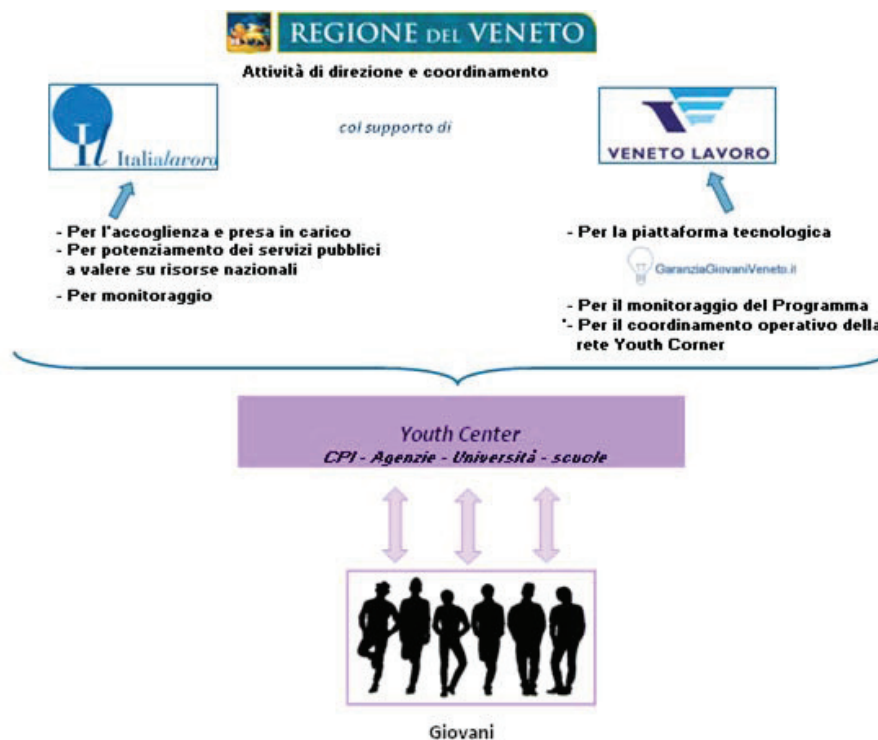 REGIONE DEL VENETO
Attività di direzione e coordinamento
col supporto di
Il
Italialavoro
VENETO LAVORO
- Per l'accoglienza e presa in carico
- Per potenziamento dei servizi pubblici
a valere su risorse nazionali
- Per monitoraggio
- Per la piattaforma tecnologica
GaranziaGiovaniVeneto.it
- Per il monitoraggio del Programma
- Per il coordinamento operativo della
rete Youth Corner
Youth Center
CPI - Agenzie - Università - scuole
Giovani